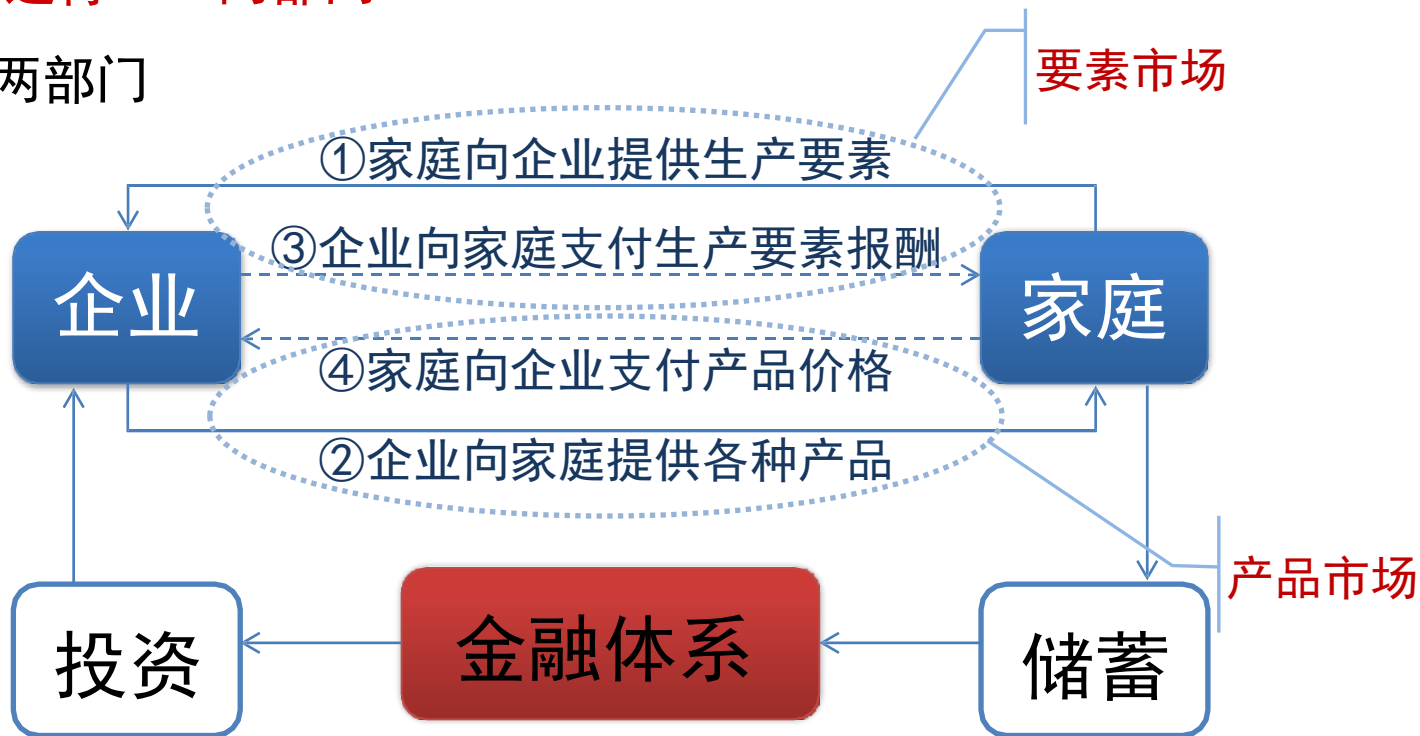 两部门
要素市场
①家庭向企业提供生产要素
③企业向家庭支付生产要素报酬
企业
家庭
④家庭向企业支付产品价格
②企业向家庭提供各种产品
产品市场
投资
金融体系
储蓄